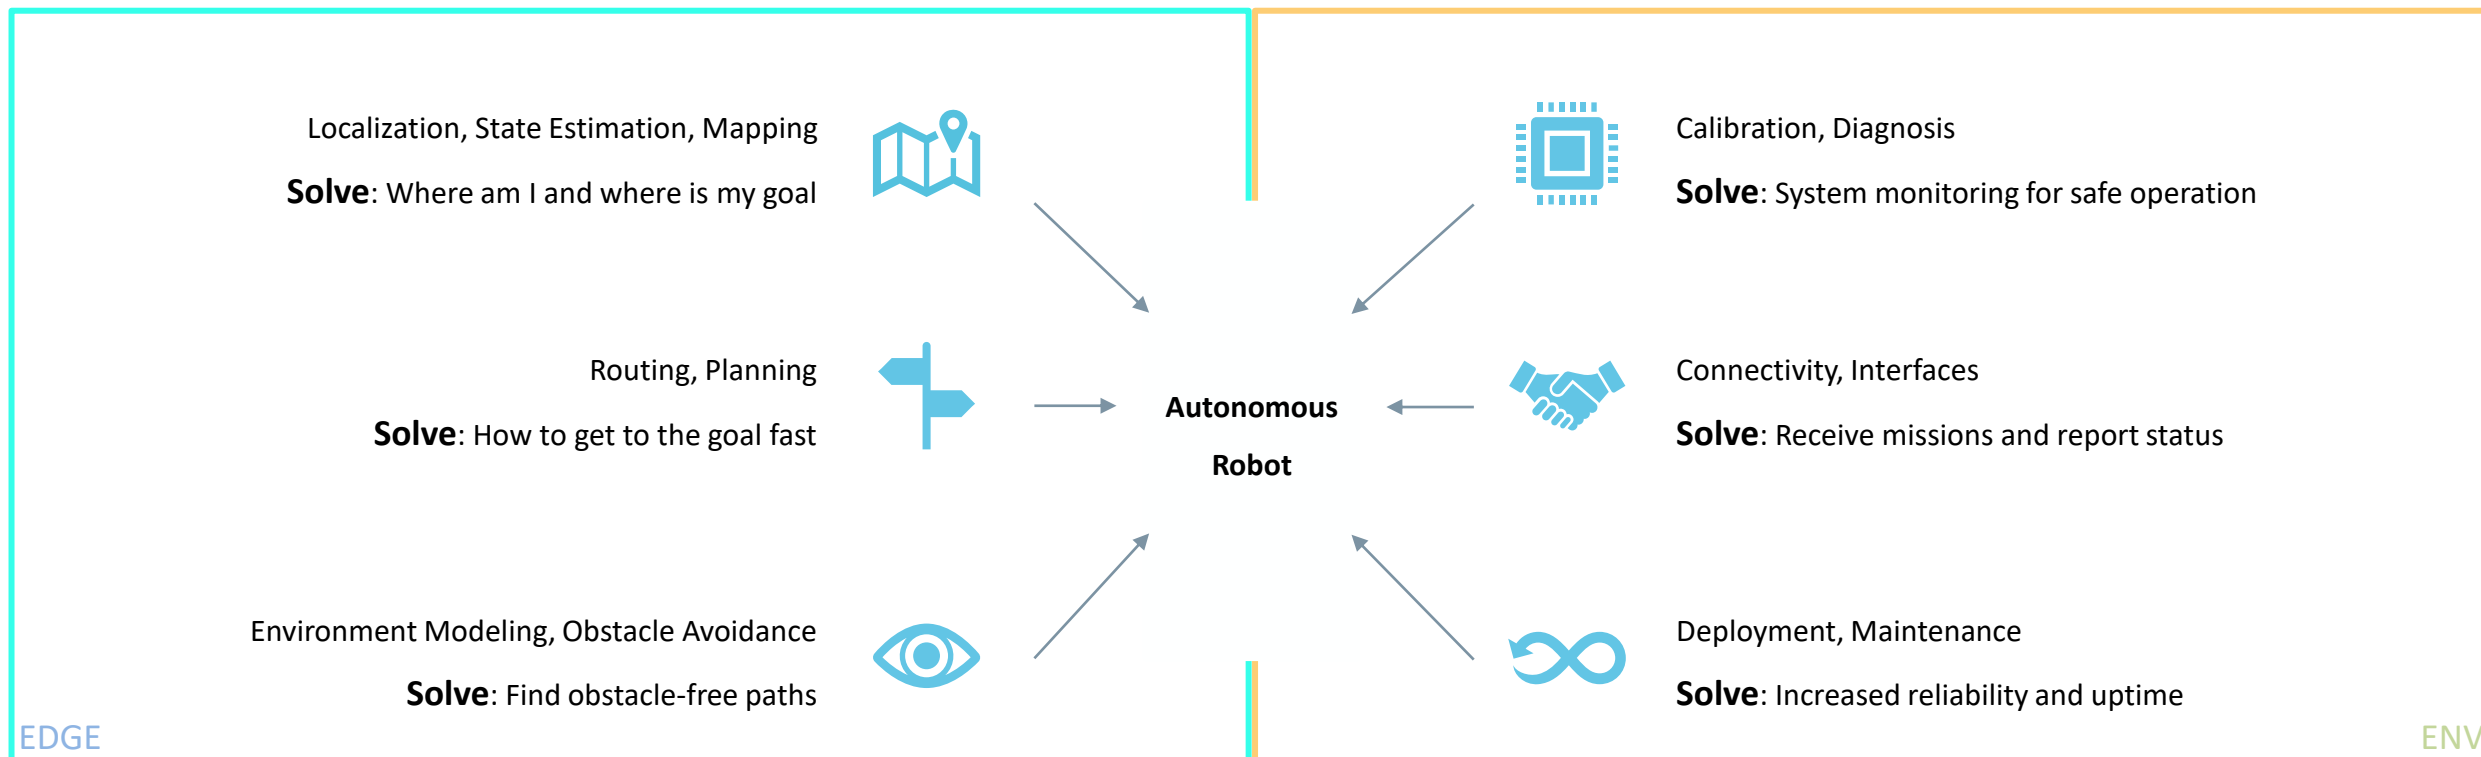 Localization, State Estimation, Mapping
Solve: Where am I and where is my goal
Routing, Planning
Solve: How to get to the goal fast
Environment Modeling, Obstacle Avoidance
Solve: Find obstacle-free paths
EDGE
Autonomous
Robot
Calibration, Diagnosis
Solve: System monitoring for safe operation
Connectivity, Interfaces
Solve: Receive missions and report status
Deployment, Maintenance
Solve: Increased reliability and uptime
ENV